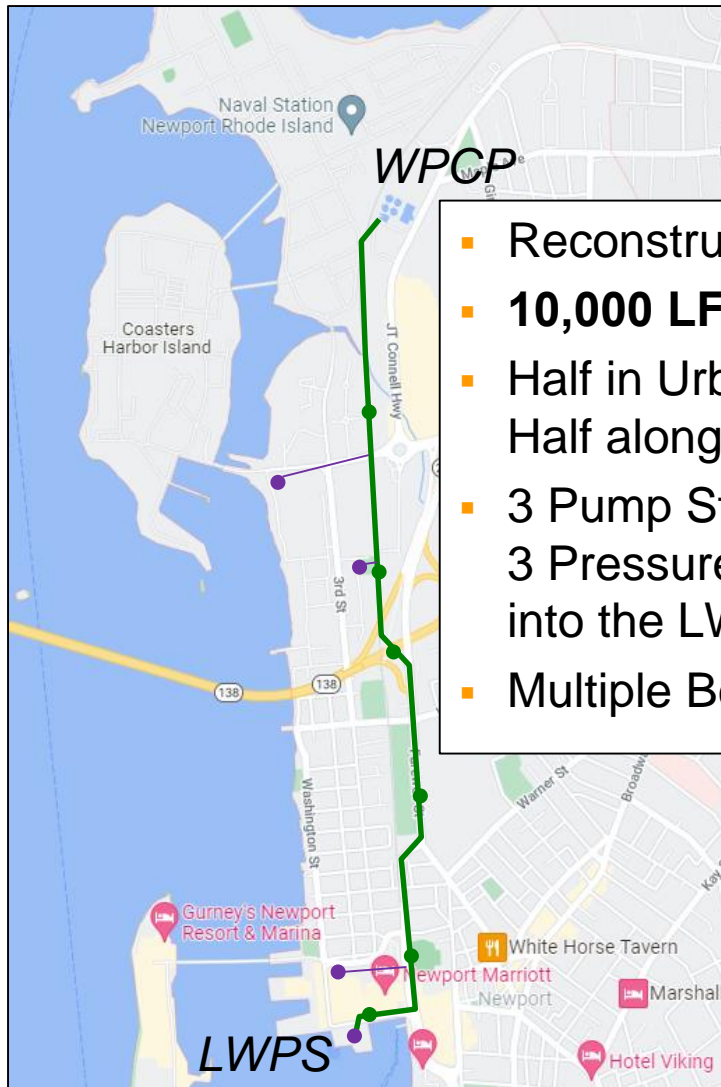 Naval Station
Newport Rhode Island
WPCP
Coasters
Harbor Island
JT Connell Hwy
3rd St
138
138
Washington St
Warner St
Gurney's Newport
Resort & Marina
White Horse Tavern
Newport Marriott
Newport
LWPS
Hotel Viking
Reconstru
10,000 LF
Half in Urb
Half along
3 Pump St
3 Pressure
into the LW
Multiple Be
Broadwa
Kay S
Marshal